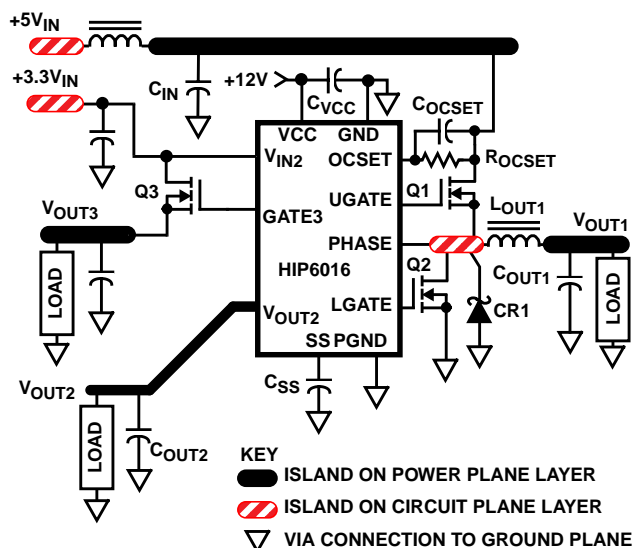 +5VIN
+3.3VIN
CIN
+12V
CVCC
COCSET
VCC GND
VIN2
OCSET
ROCSET
Q3
UGATE
Q1
GATE3
LOUT1
VOUT3
VOUT1
PHASE
LOAD
HIP6016
Q2
COUT1
LOAD
CR1
LGATE
VOUT2
SS PGND
CSS
VOUT2
LOAD
COUT2
KEY
ISLAND ON POWER PLANE LAYER
ISLAND ON CIRCUIT PLANE LAYER
VIA CONNECTION TO GROUND PLANE